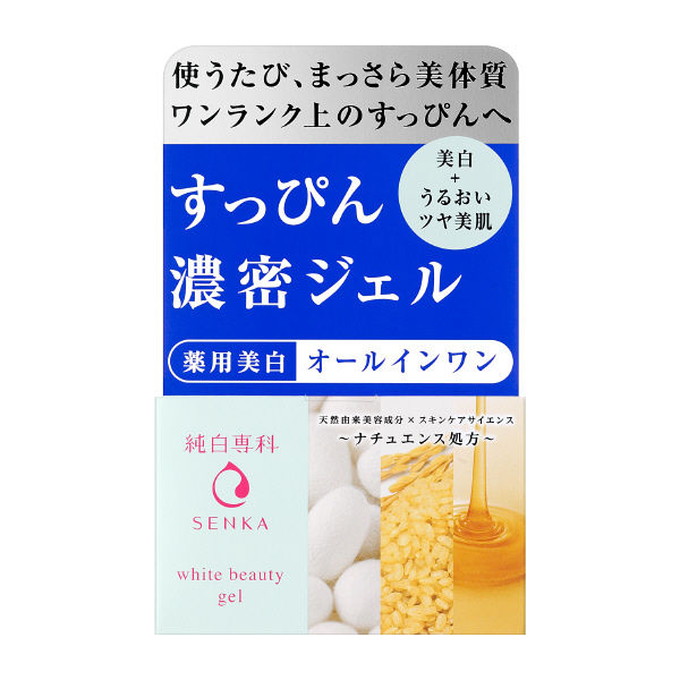 使うたび、まっさら美体質
ワンランク上のすっぴんへ
美白
+
うるおい
ツヤ美肌
すっぴん
濃密ジェル
薬用美白 オールインワン
天然由来美容成分×スキンケアサイエンス
～ナチュエンス処方～
純白専科
SENKA
white beauty
gel